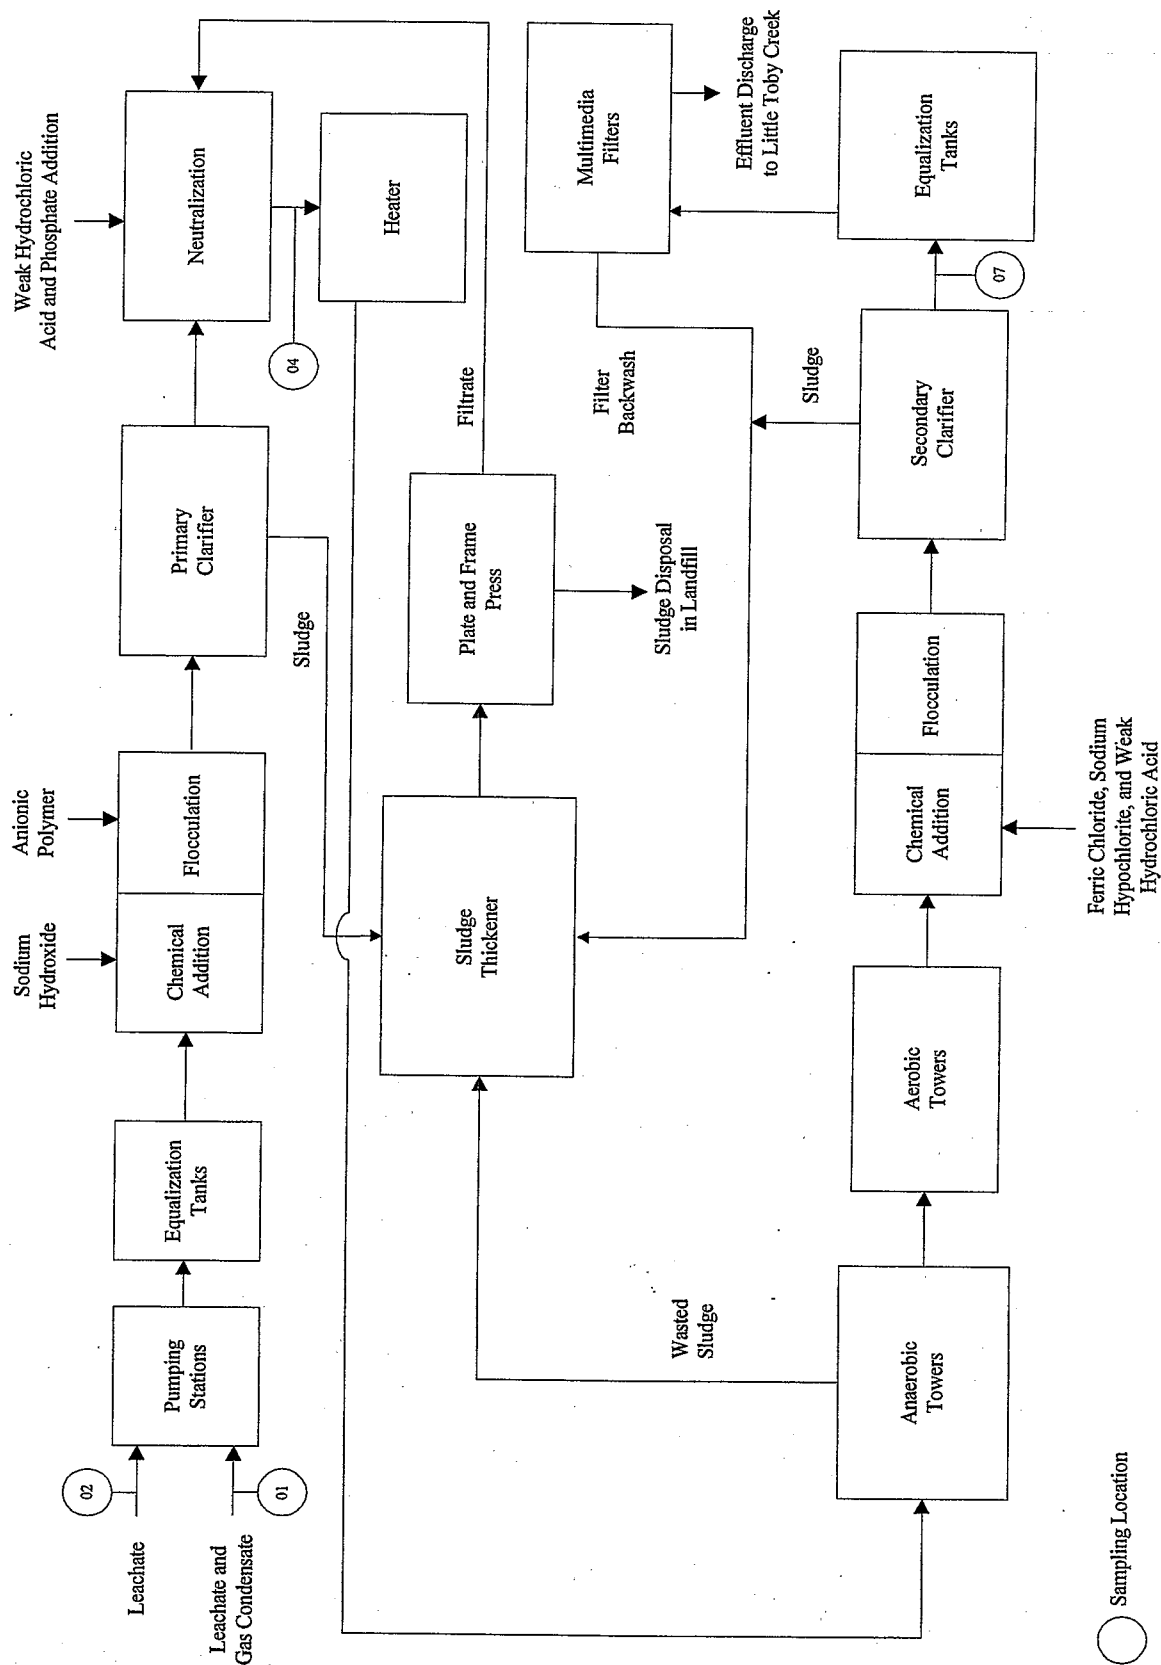 Sodium
Hydroxide
Anionic
Polymer
Weak Hydrochloric
Acid and Phosphate Addition
Leachate
02
Leachate and
Gas Condensate
01
Pumping
Stations
Equalization
Tanks
Chemical
Addition
Flocculation
Primary
Clarifier
Neutralization
Sludge
04
Heater
Sludge
Thickener
Plate and Frame
Press
Filtrate
Sludge Disposal
in Landfill
Multimedia
Filters
Filter
Backwash
Effluent Discharge
to Little Toby Creek
Wasted
Sludge
Sludge
Anaerobic
Towers
Aerobic
Towers
Chemical
Addition
Flocculation
Secondary
Clarifier
07
Equalization
Tanks
Ferric Chloride, Sodium
Hypochlorite, and Weak
Hydrochloric Acid
Sampling Location